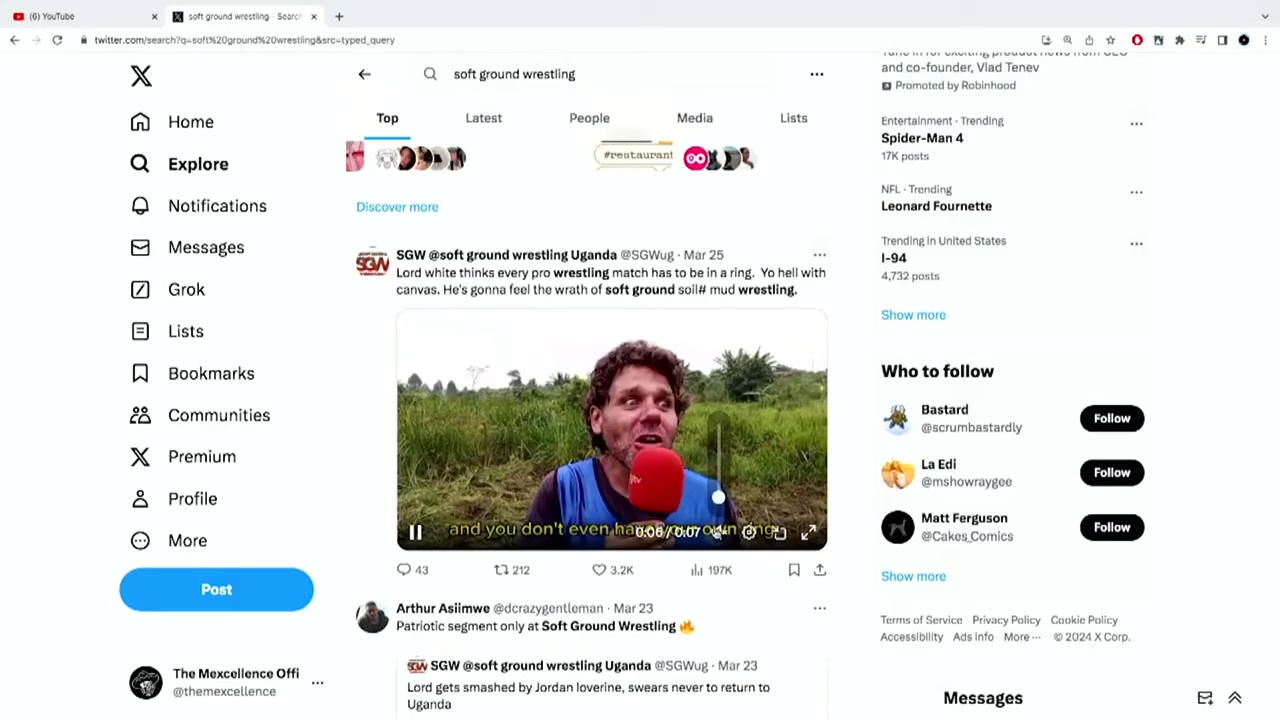 (6) YouTube
soft ground wrestling - Search
twitter.com/search?q=soft%20ground%20wrestling&src=typed_query
X
Home
Explore
Notifications
Messages
Grok
Lists
Bookmarks
Communities
Premium
Profile
More
Post
The Mexcellence Offi
@themexcellence
soft ground wrestling
Top
Latest
People
Media
Lists
#restaurant
Discover more
SGW @soft ground wrestling Uganda @SGWug · Mar 25
Lord white thinks every pro wrestling match has to be in a ring. Yo hell with
canvas. He's gonna feel the wrath of soft ground soil# mud wrestling.
SGW
and you don't even have your own ring
0:06 / 0:07
43
212
3.2K
197K
Arthur Asiimwe @dcrazygentleman · Mar 23
Patriotic segment only at Soft Ground Wrestling 🔥
SGW @soft ground wrestling Uganda @SGWug · Mar 23
Lord gets smashed by Jordan loverine, swears never to return to
Uganda
Tune in for exciting product news from CEO
and co-founder, Vlad Tenev
Promoted by Robinhood
Entertainment · Trending
Spider-Man 4
17K posts
NFL · Trending
Leonard Fournette
Trending in United States
I-94
4,732 posts
Show more
Who to follow
Bastard
@scrumbastardly
Follow
La Edi
@mshowraygee
Follow
Matt Ferguson
@Cakes_Comics
Follow
Show more
Terms of Service Privacy Policy Cookie Policy
Accessibility Ads info More ··· © 2024 X Corp.
Messages